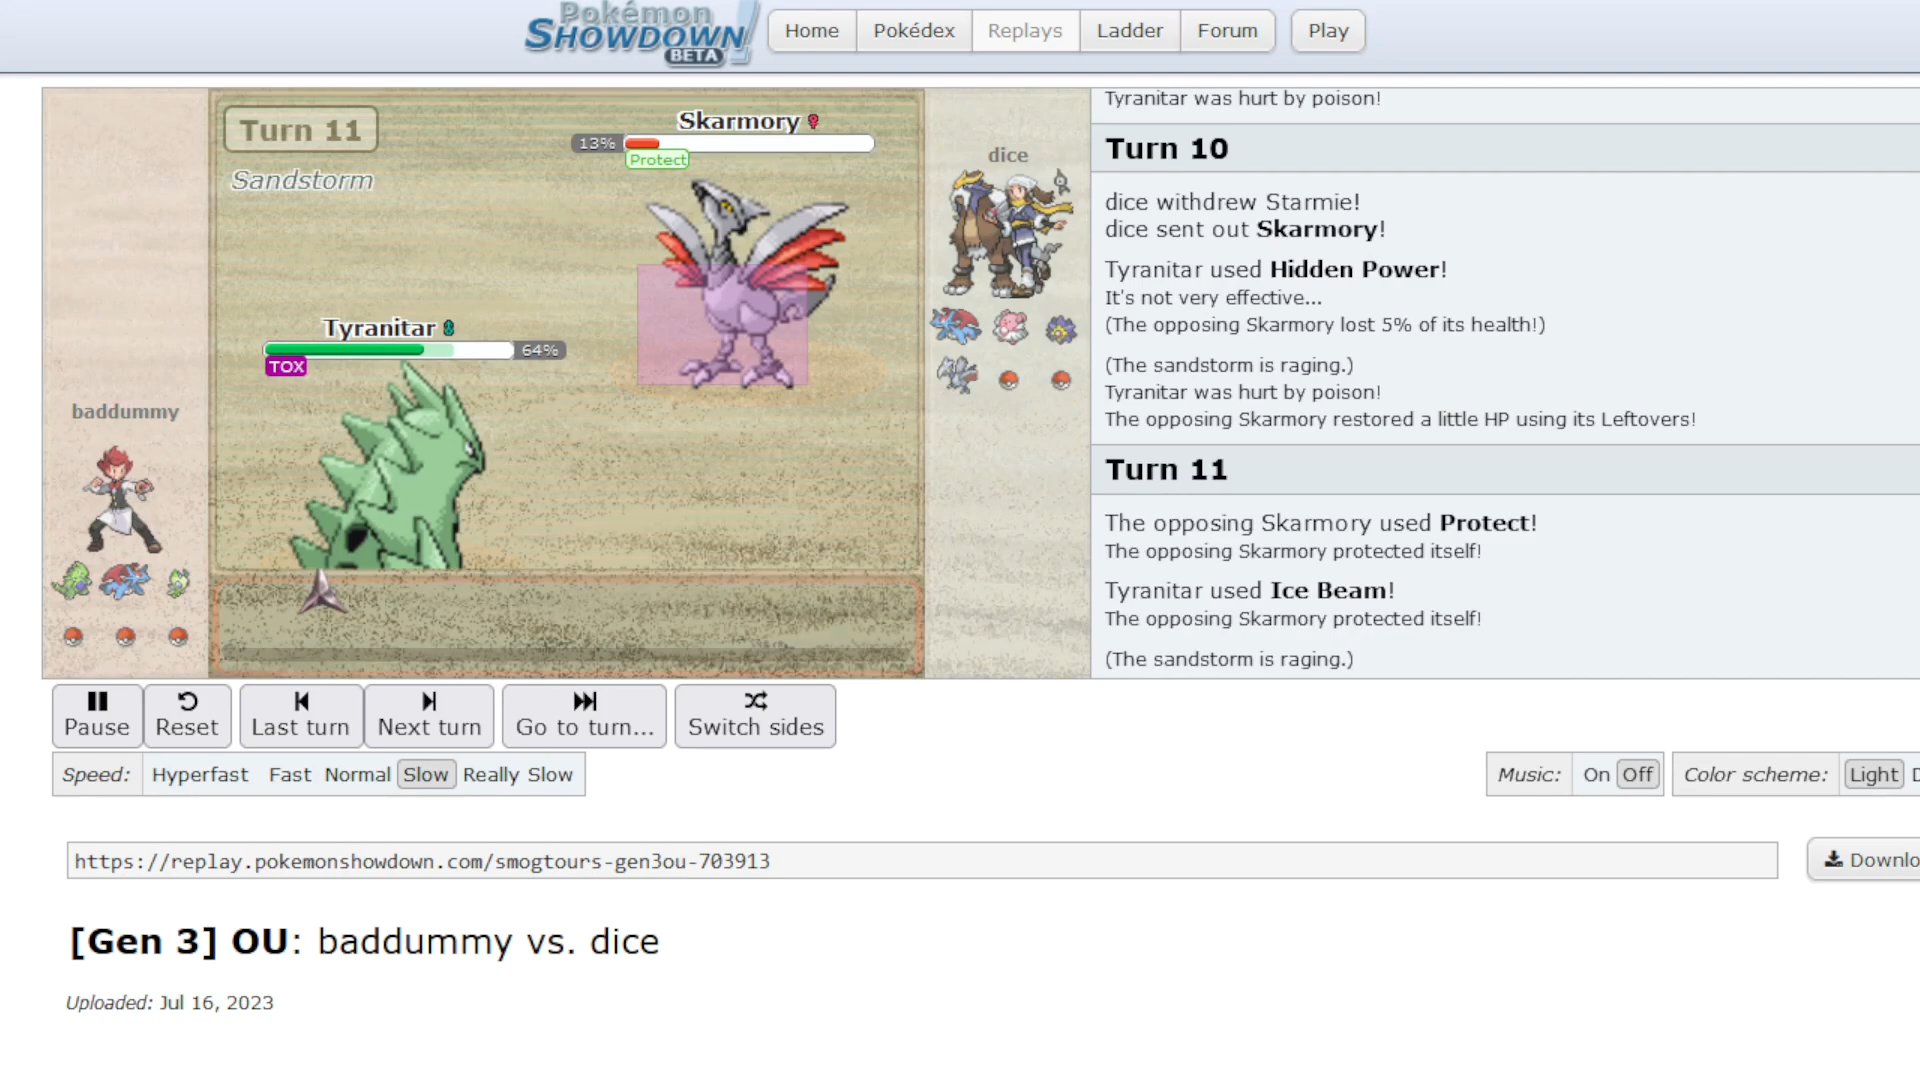 Pokémon
SHOWDOWN!
BETA
Home
Pokédex
Replays
Ladder
Forum
Play
Turn 11
Sandstorm
Skarmory
13%
Protect
Tyranitar
64%
TOX
baddummy
dice
Tyranitar was hurt by poison!
Turn 10
dice withdrew Starmie!
dice sent out Skarmory!
Tyranitar used Hidden Power!
It's not very effective...
(The opposing Skarmory lost 5% of its health!)
(The sandstorm is raging.)
Tyranitar was hurt by poison!
The opposing Skarmory restored a little HP using its Leftovers!
Turn 11
The opposing Skarmory used Protect!
The opposing Skarmory protected itself!
Tyranitar used Ice Beam!
The opposing Skarmory protected itself!
(The sandstorm is raging.)
Pause
Reset
Last turn
Next turn
Go to turn...
Switch sides
Speed: Hyperfast Fast Normal Slow Really Slow
Music: On Off
Color scheme: Light D
https://replay.pokemonshowdown.com/smogtours-gen3ou-703913
Downlo
[Gen 3] OU: baddummy vs. dice
Uploaded: Jul 16, 2023